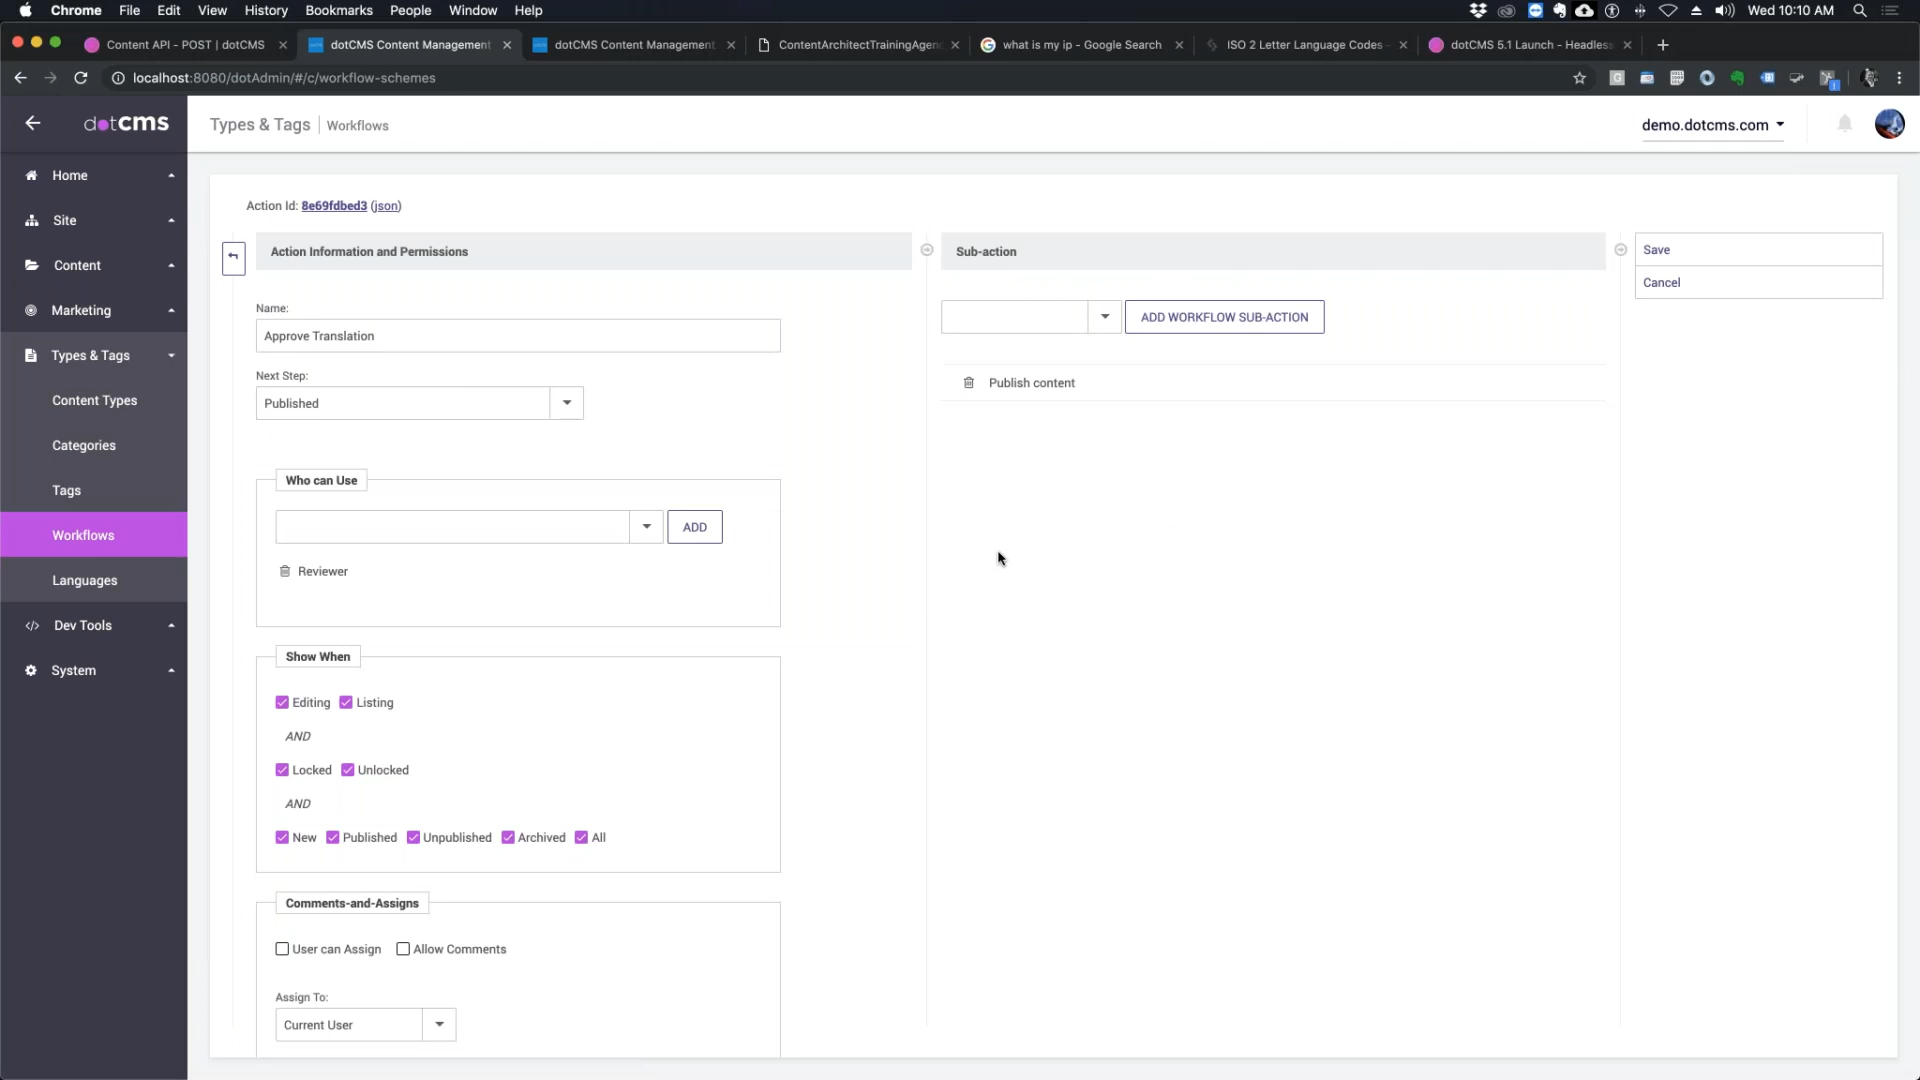 Chrome File Edit View History Bookmarks People Window Help
Wed 10:10 AM
Content API - POST | dotCMS
dotCMS Content Management
dotCMS Content Management
ContentArchitectTrainingAgen
what is my ip - Google Search
ISO 2 Letter Language Codes -
dotCMS 5.1 Launch - Headless
localhost:8080/dotAdmin/#/c/workflow-schemes
dotCMS
Types & Tags | Workflows
demo.dotcms.com
Home
Site
Content
Marketing
Types & Tags
Content Types
Categories
Tags
Workflows
Languages
Dev Tools
System
Action Id: 8e69fdbed3 (json)
Action Information and Permissions
Name:
Approve Translation
Next Step:
Published
Who can Use
ADD
Reviewer
Show When
Editing Listing
AND
Locked Unlocked
AND
New Published Unpublished Archived All
Comments-and-Assigns
User can Assign Allow Comments
Assign To:
Current User
Sub-action
ADD WORKFLOW SUB-ACTION
Publish content
Save
Cancel